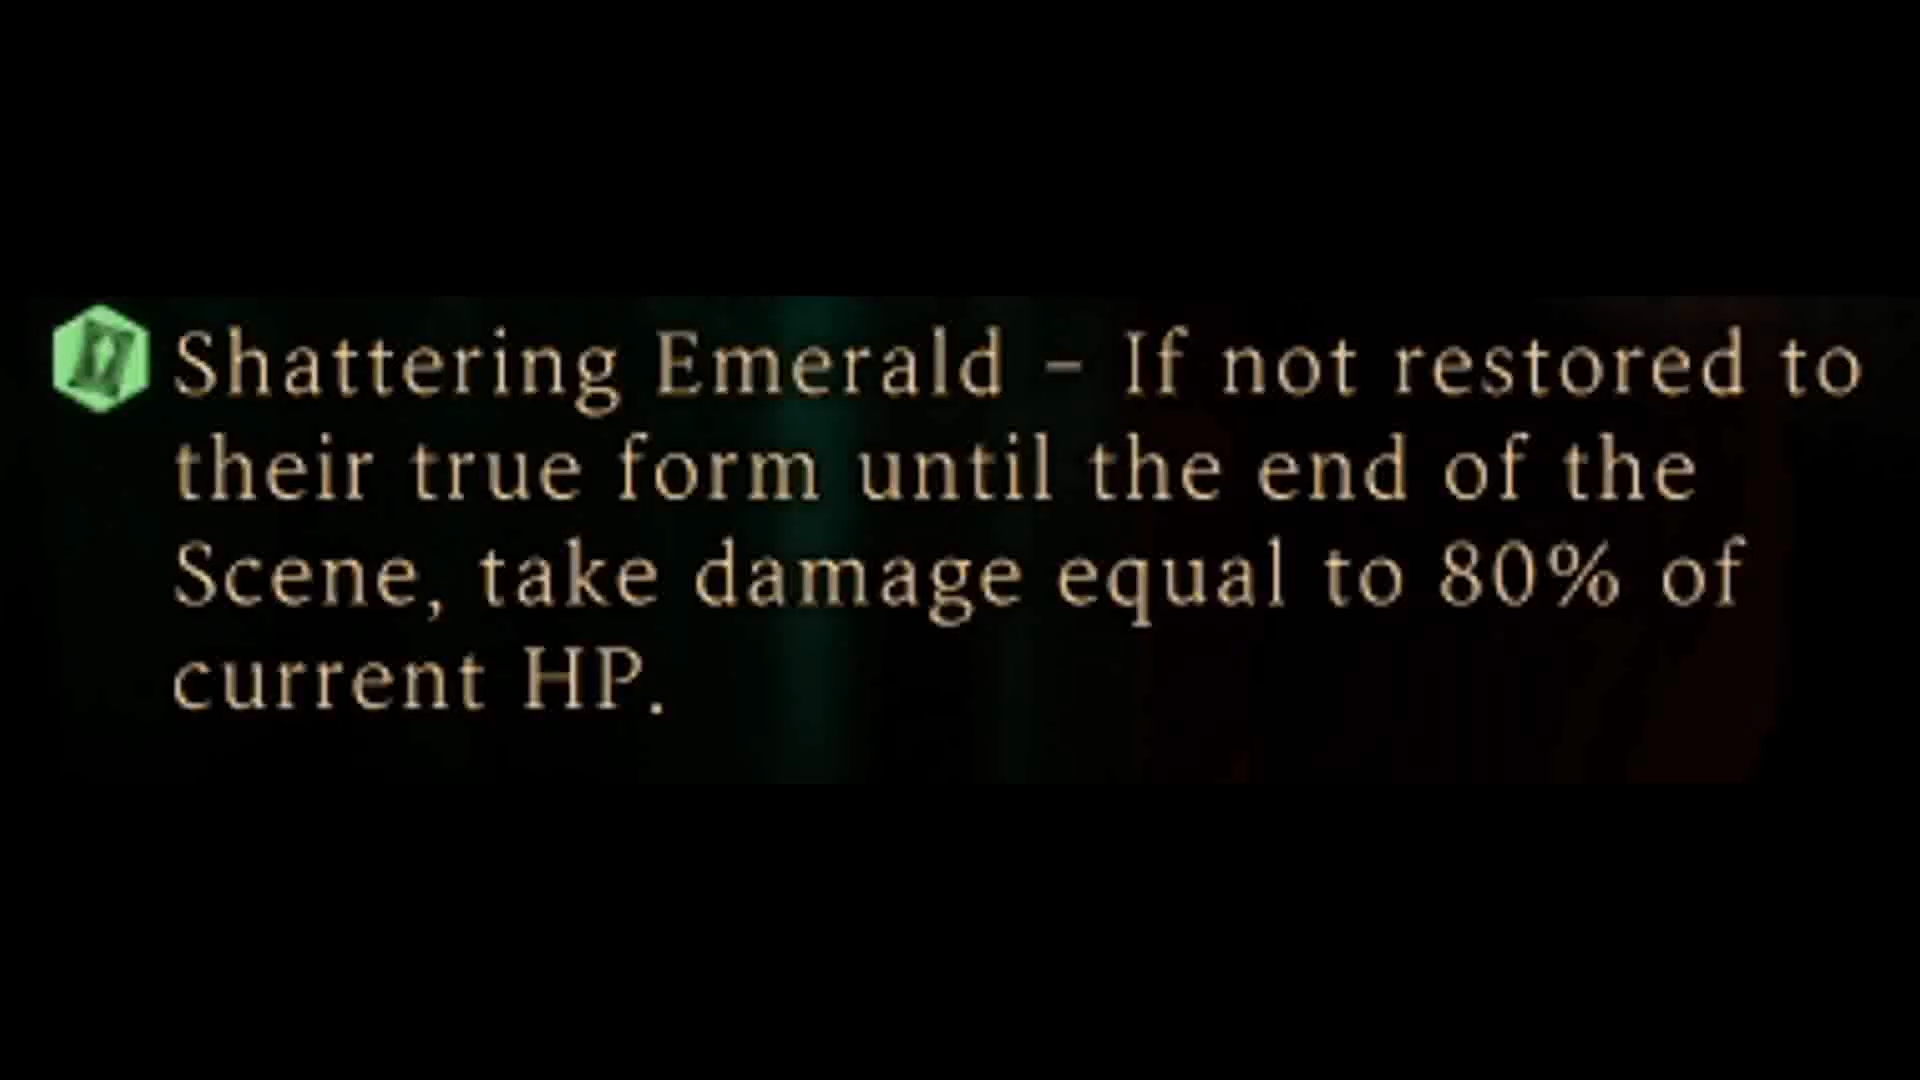 Shattering Emerald – If not restored to
their true form until the end of the
Scene, take damage equal to 80% of
current HP.